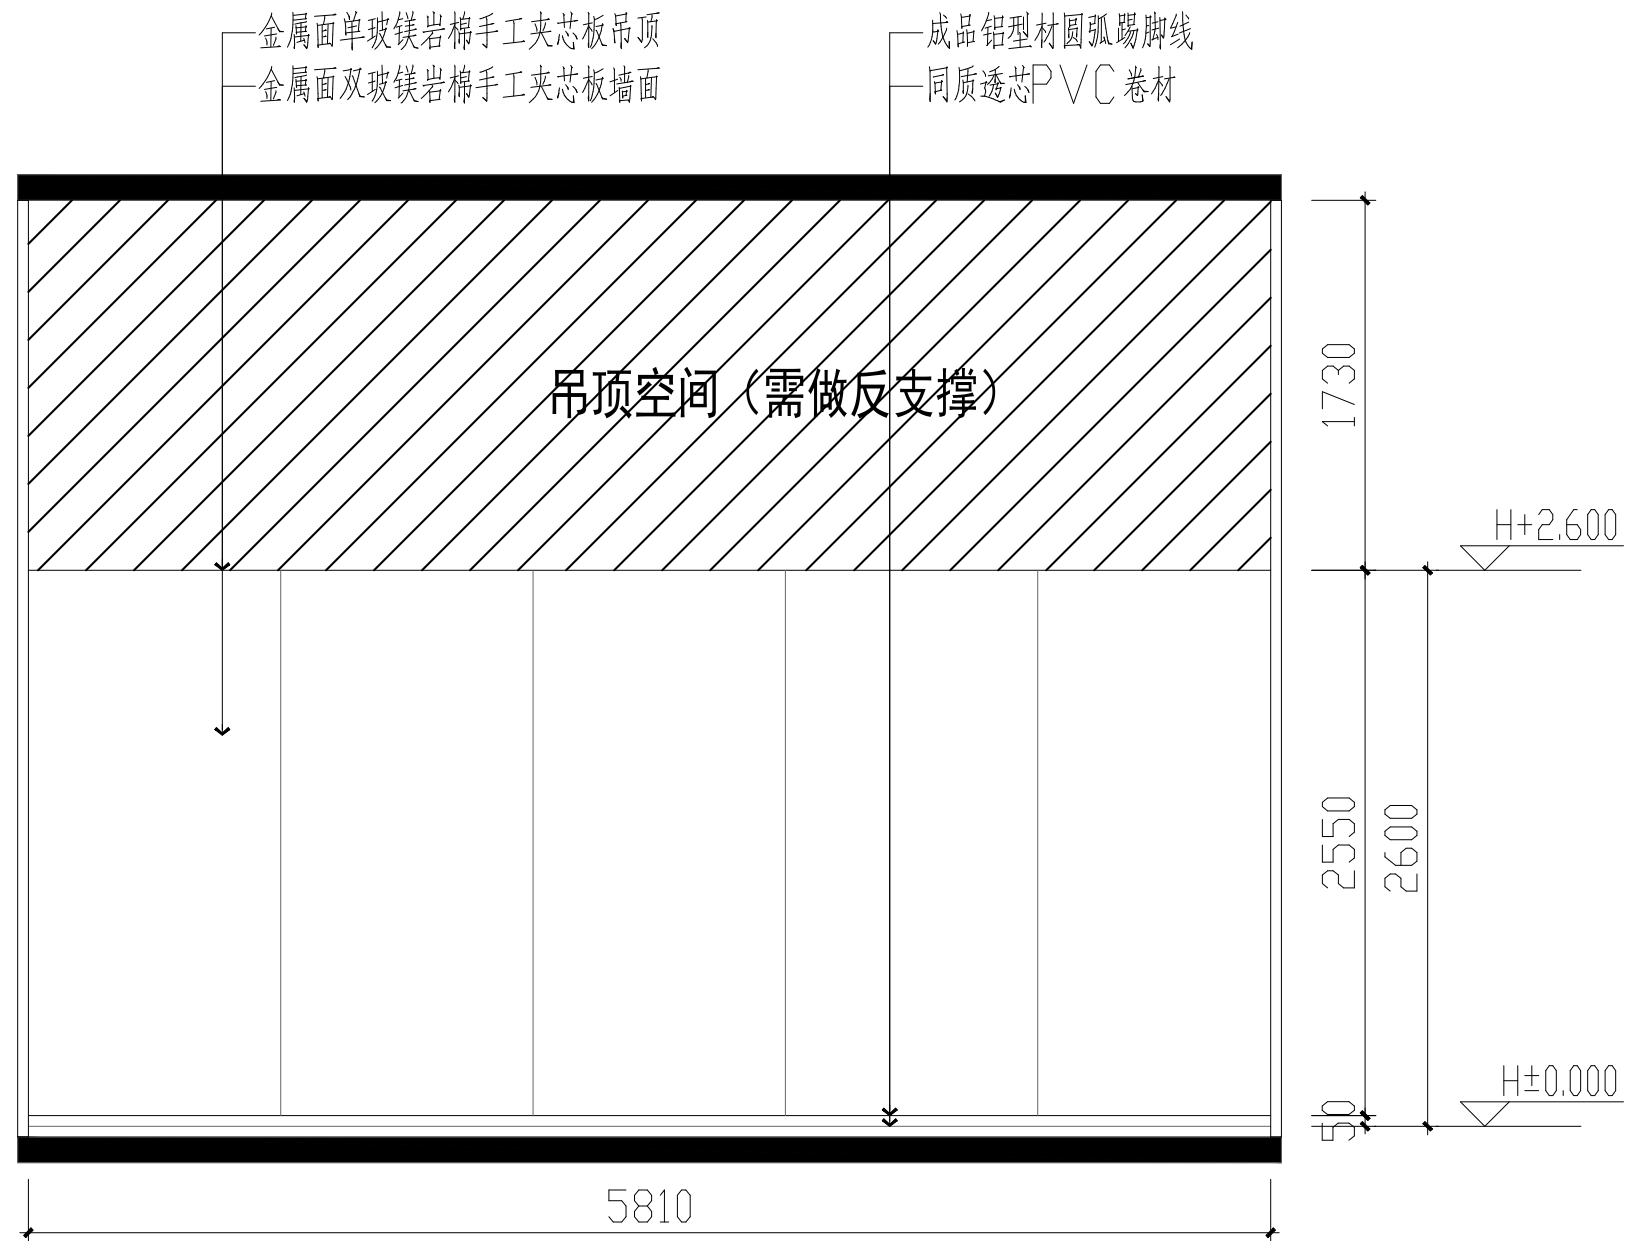 金属面单玻镁岩棉手工夹芯板吊顶
金属面双玻镁岩棉手工夹芯板墙面
成品铝型材圆弧踢脚线
同质透芯PVC卷材
吊顶空间（需做反支撑）
1730
H+2.600
2550
2600
H±0.000
50
5810